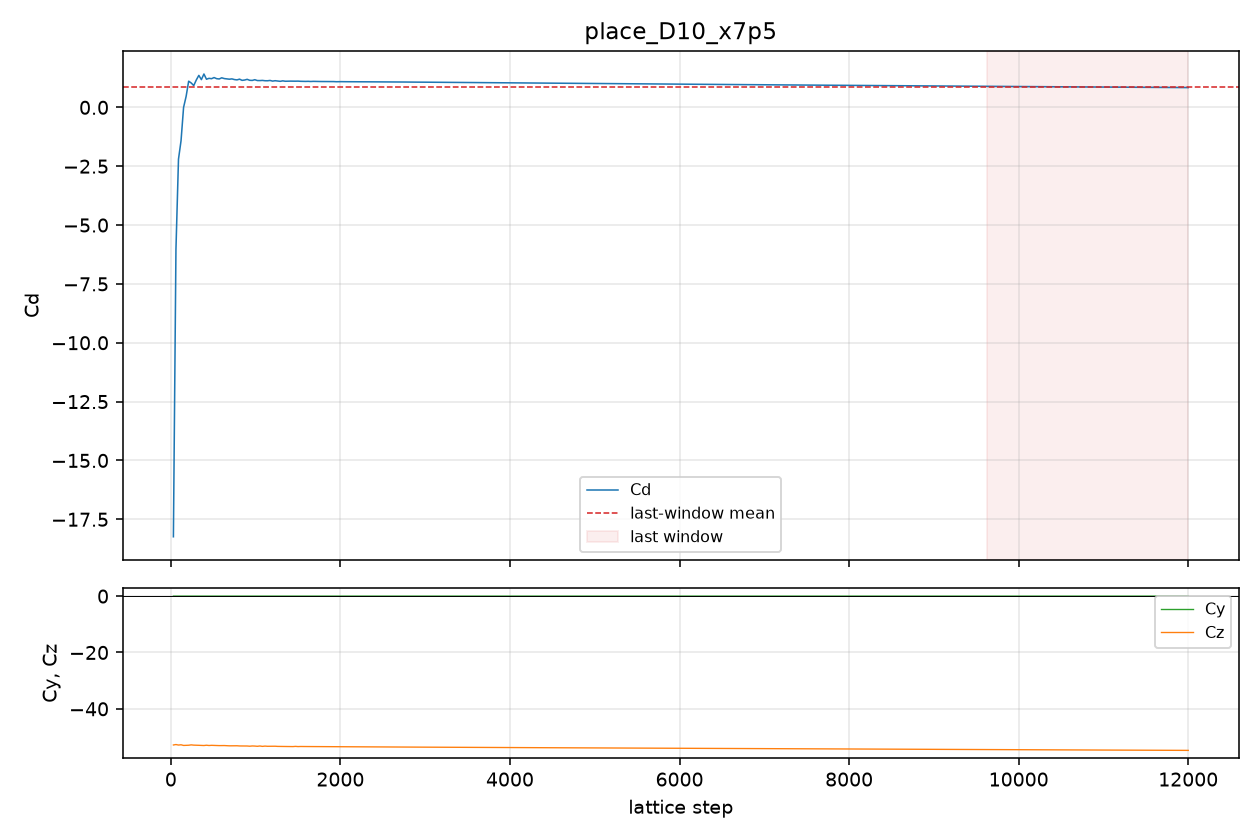 place_D10_x7p5
0.0
−2.5
−5.0
−7.5
−10.0
−12.5
−15.0
−17.5
Cd
Cd
last-window mean
last window
0
−20
−40
Cy, Cz
Cy
Cz
0
2000
4000
6000
8000
10000
12000
lattice step